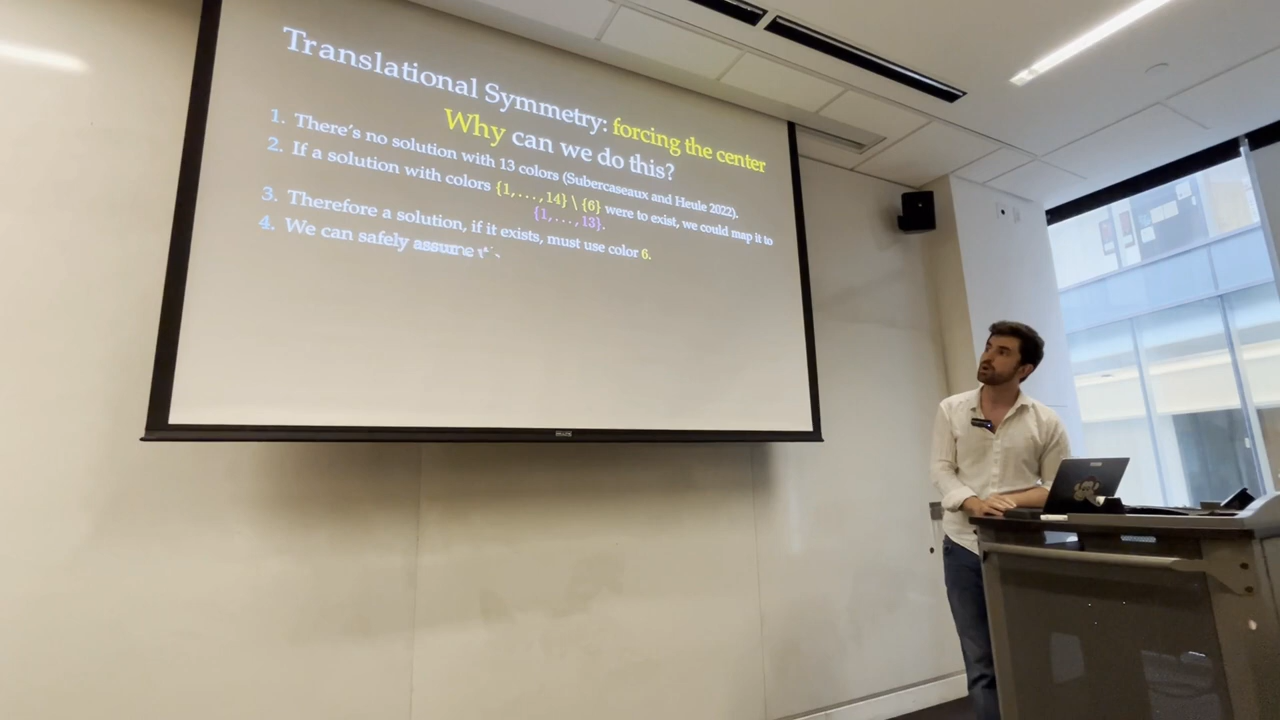 Translational Symmetry: forcing the center
Why can we do this?
1. There's no solution with 13 colors (Subercaseaux and Heule 2022).
2. If a solution with colors {1,...,14} \ {6} were to exist, we could map it to
{1,...,13}.
3. Therefore a solution, if it exists, must use color 6.
4. We can safely assume